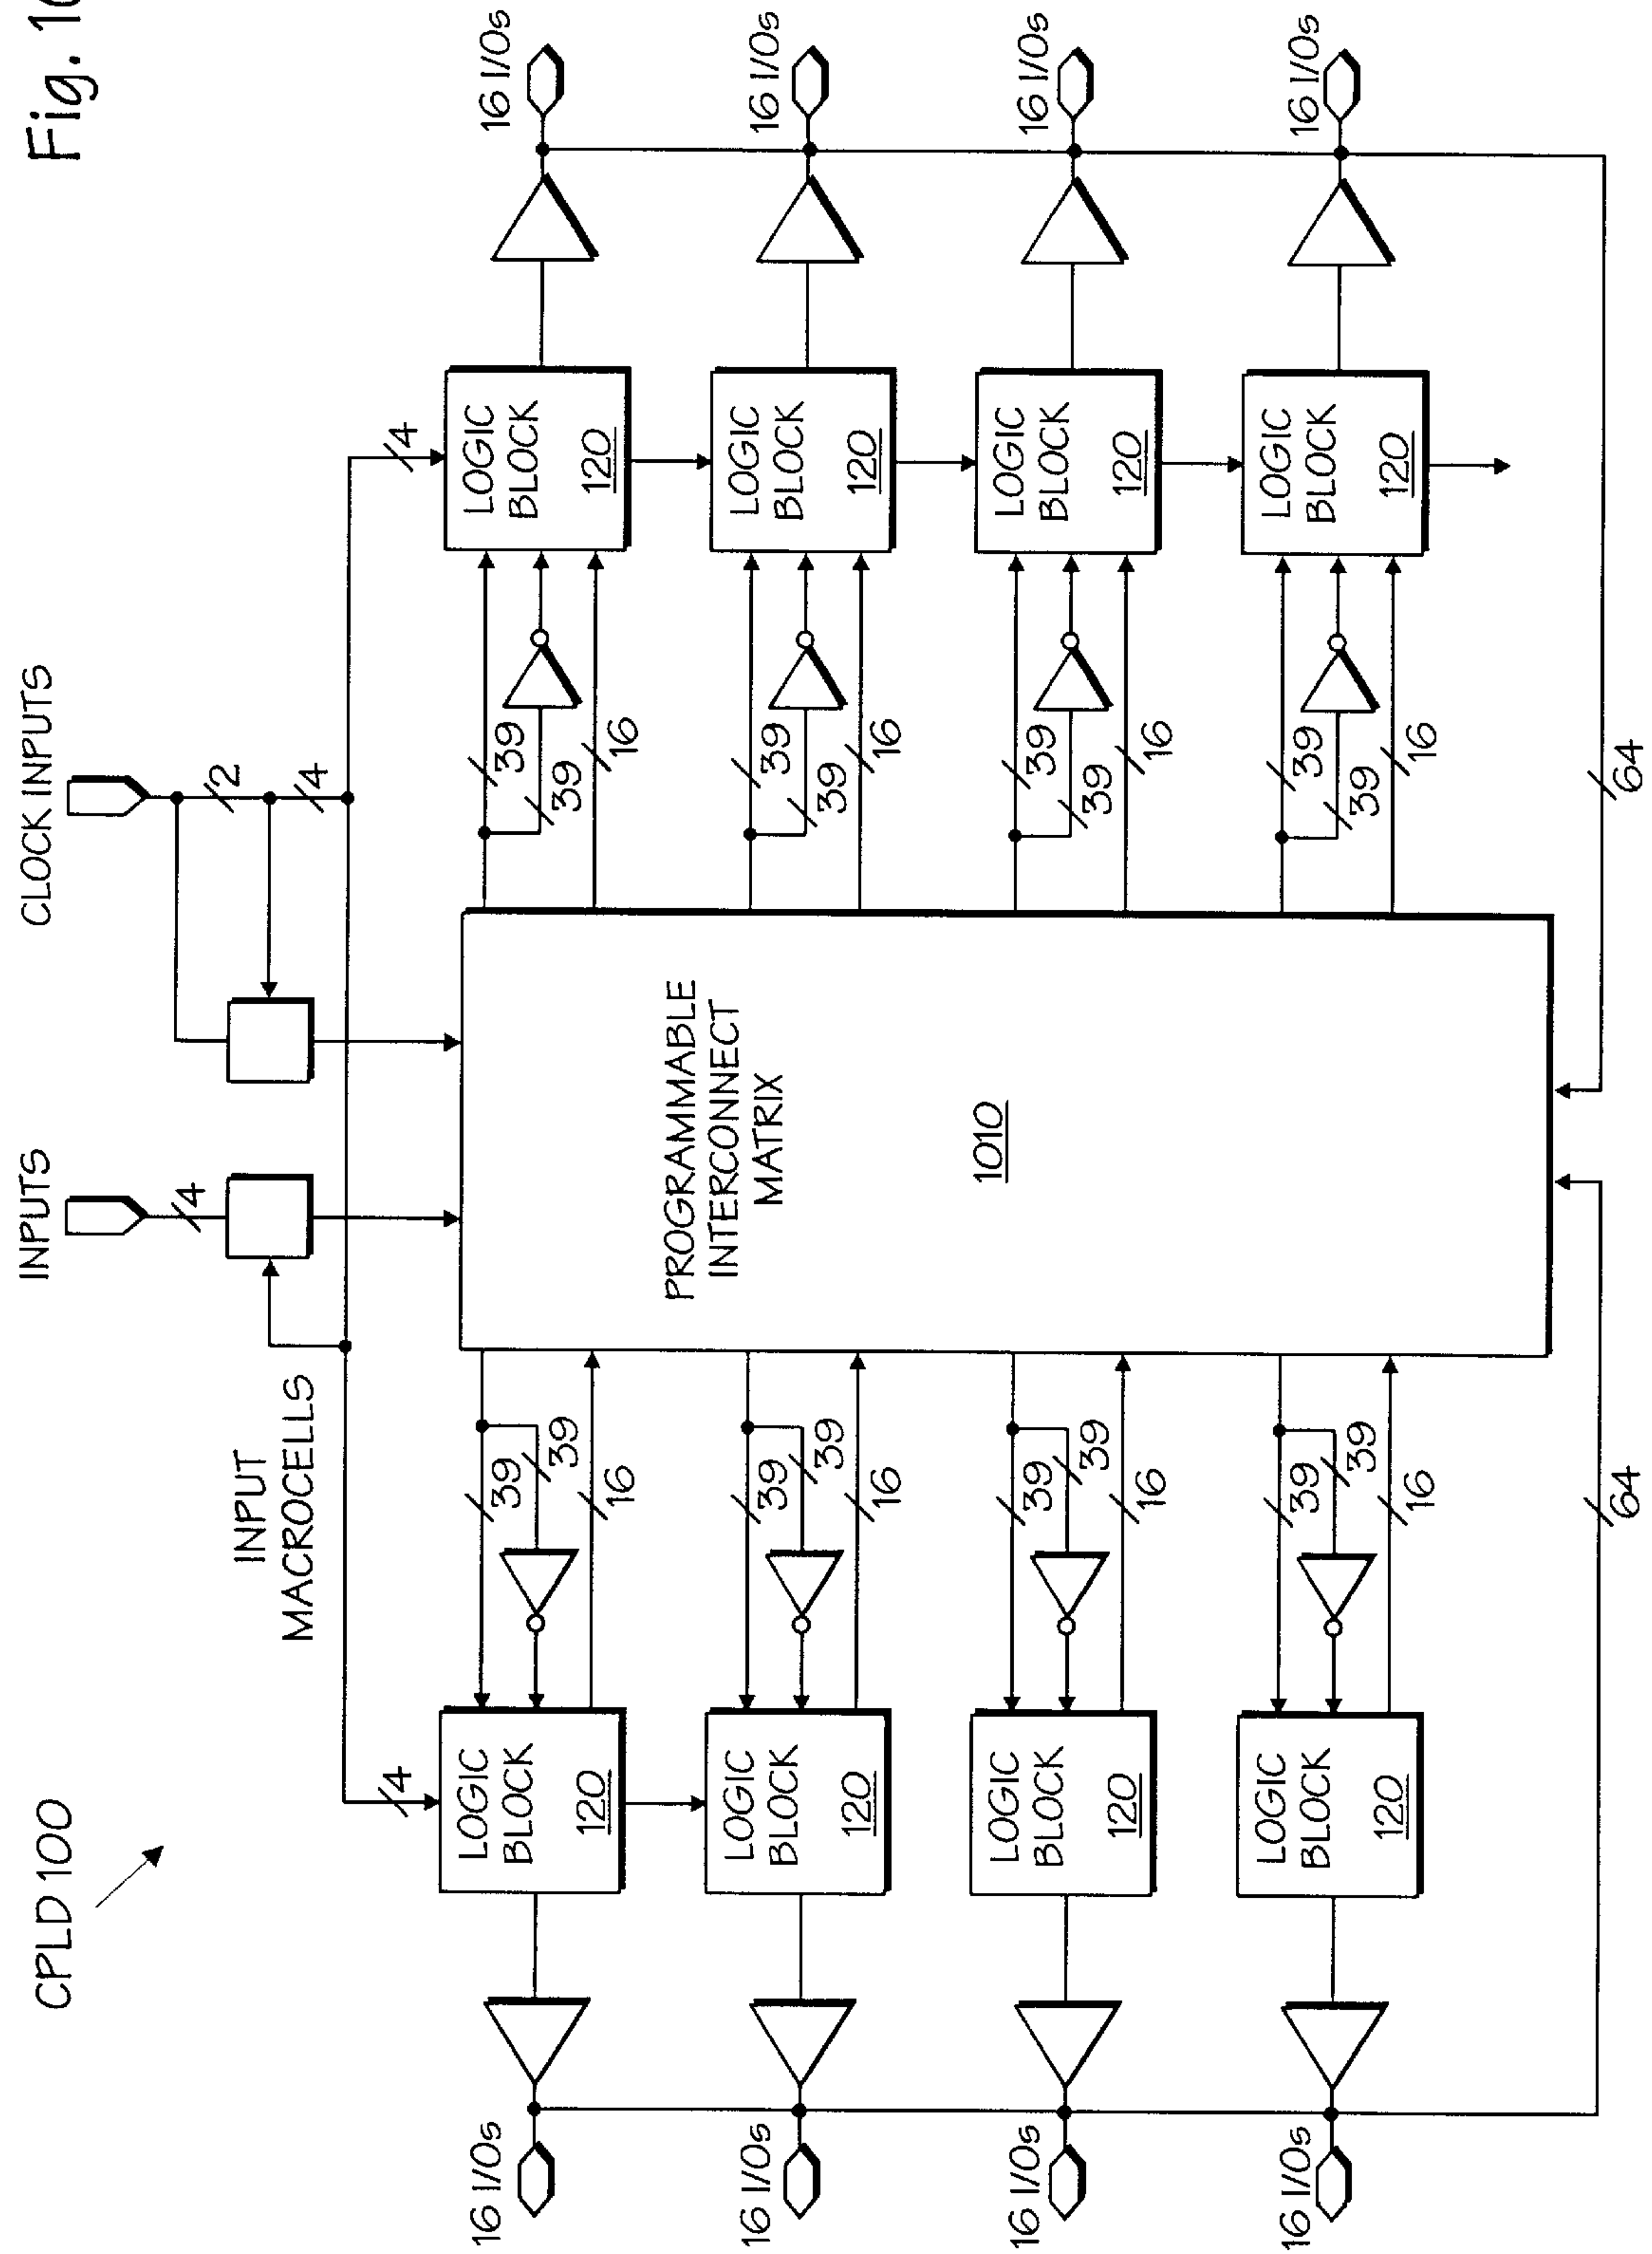 CPLD 100
INPUTS
CLOCK INPUTS
Fig. 10
INPUT
MACROCELLS
4
2
4
4
4
16 I/Os
LOGIC
BLOCK
120
39
39
16
39
39
16
LOGIC
BLOCK
120
16 I/Os
PROGRAMMABLE
INTERCONNECT
MATRIX
1010
16 I/Os
LOGIC
BLOCK
120
39
39
16
39
39
16
LOGIC
BLOCK
120
16 I/Os
16 I/Os
LOGIC
BLOCK
120
39
39
16
39
39
16
LOGIC
BLOCK
120
16 I/Os
16 I/Os
LOGIC
BLOCK
120
39
39
16
39
39
16
LOGIC
BLOCK
120
16 I/Os
64
64